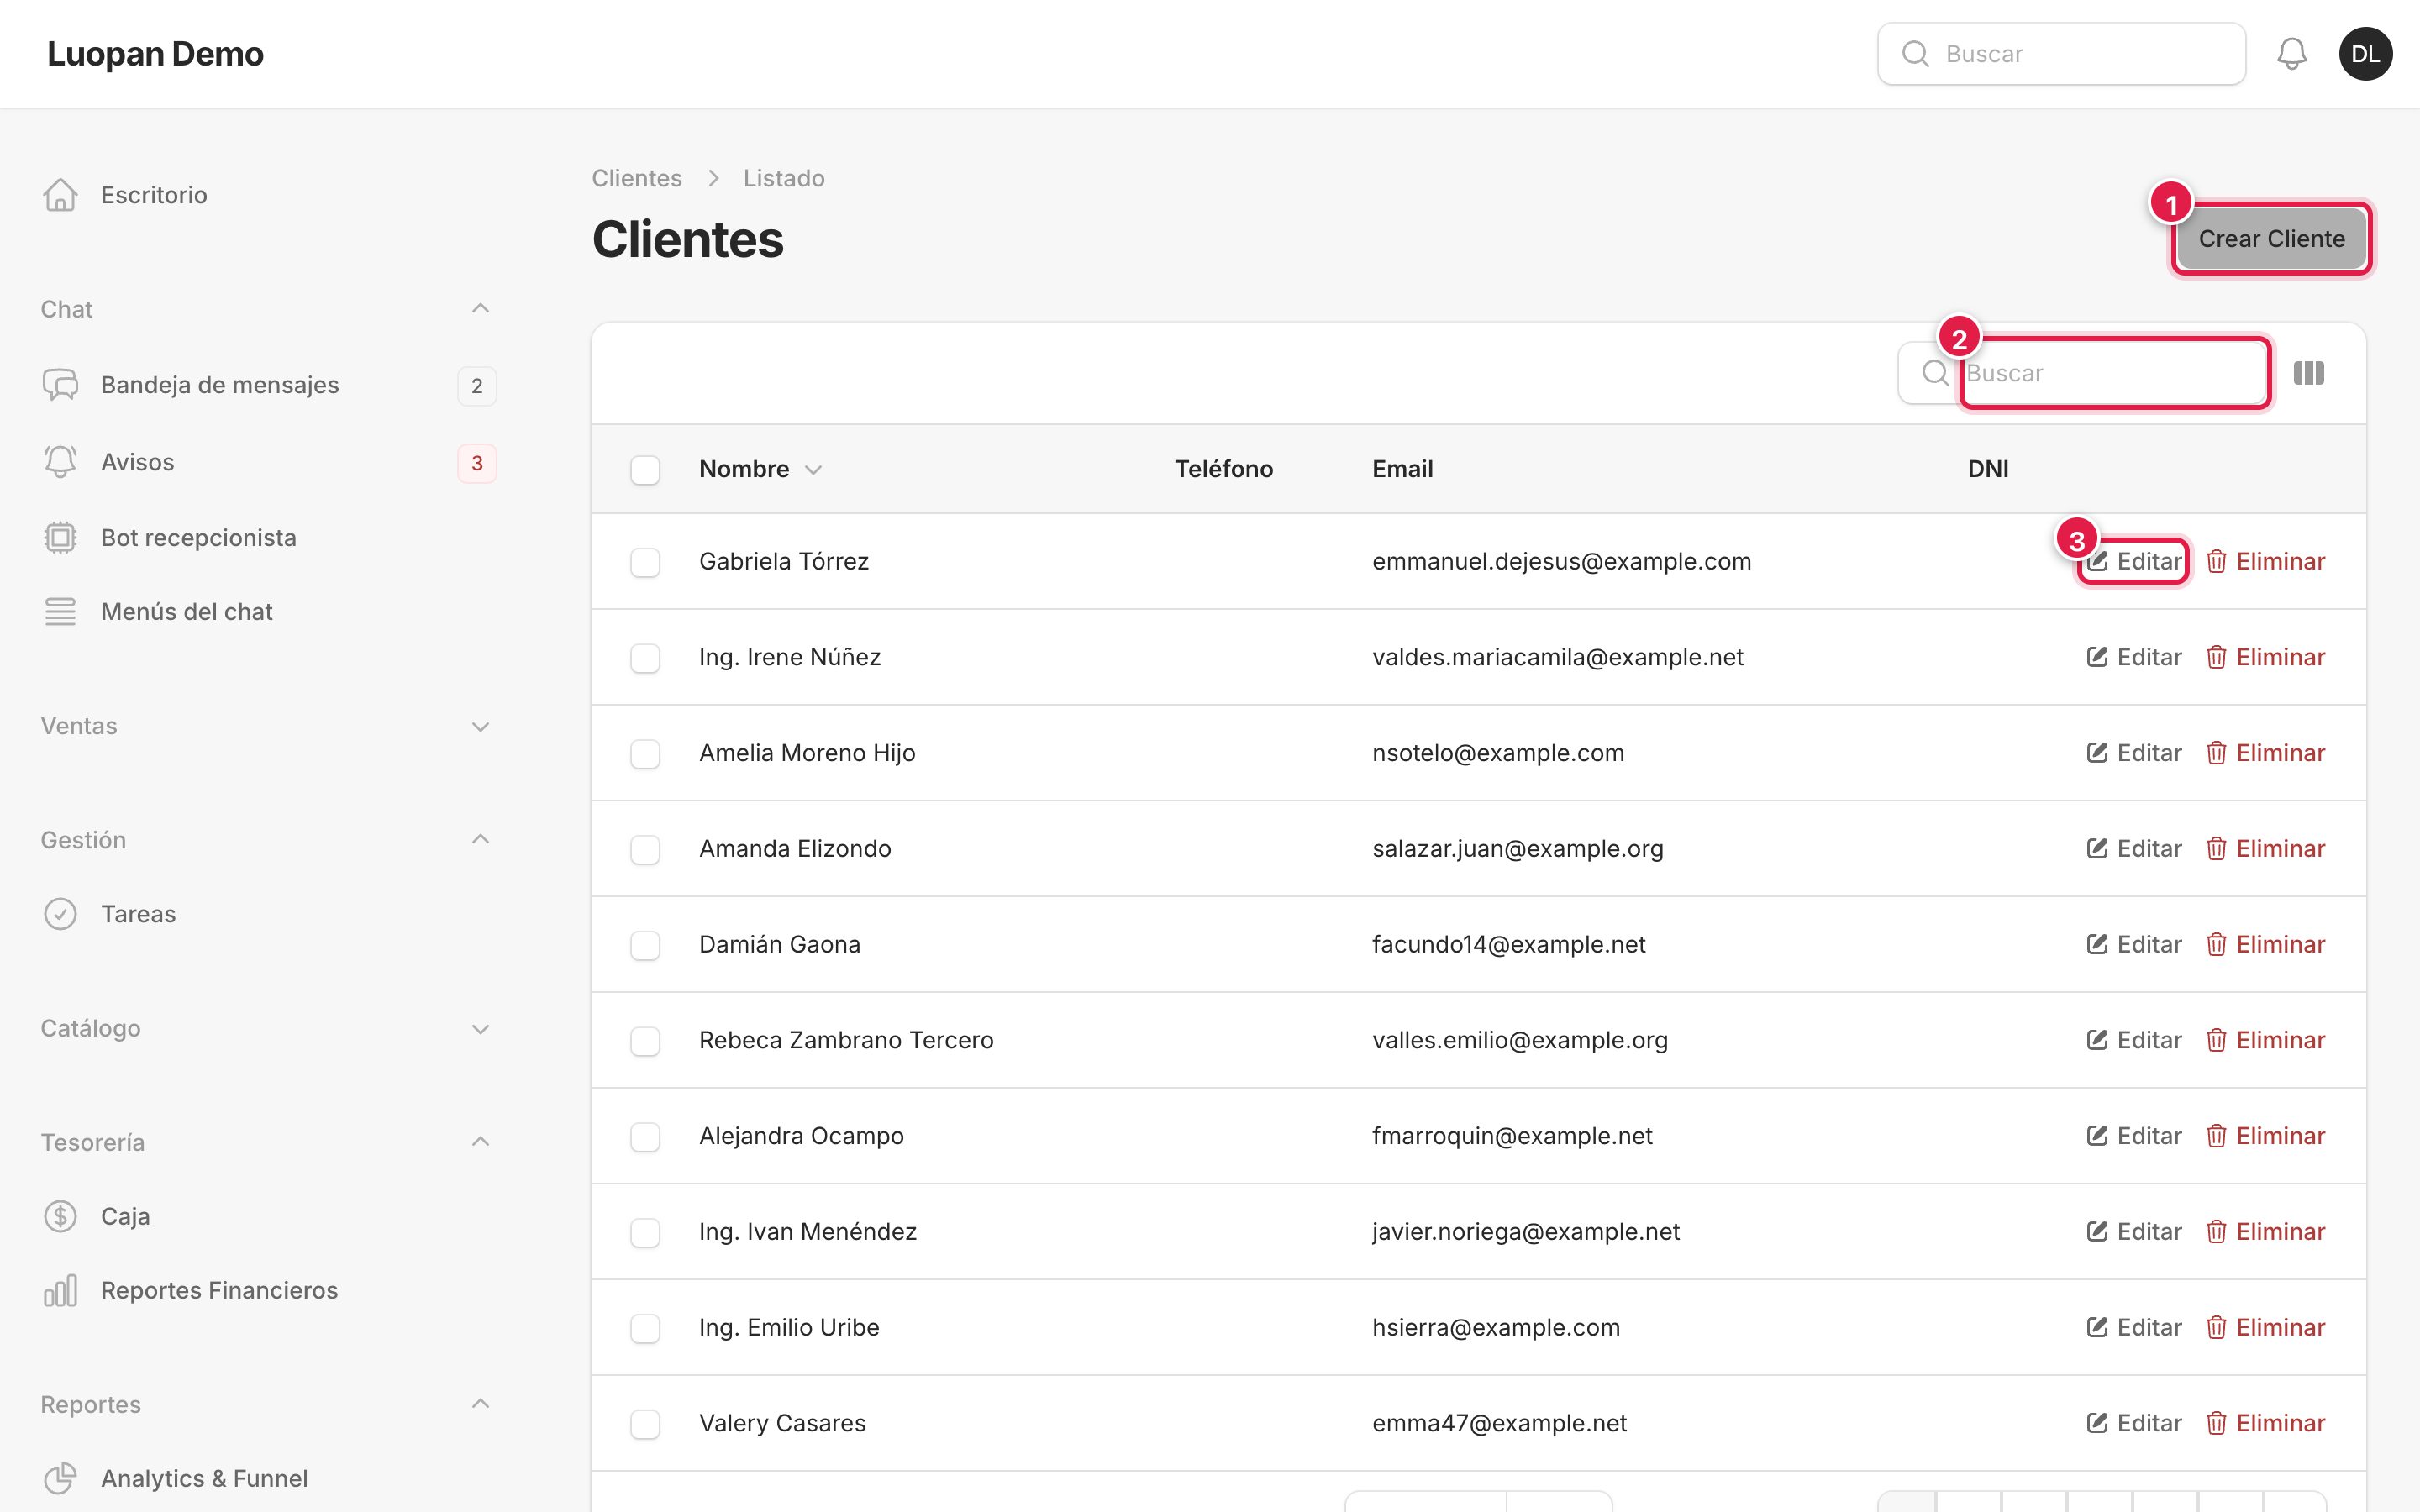 Luopan Demo
Buscar
DL
Escritorio
Chat
Bandeja de mensajes 2
Avisos 3
Bot recepcionista
Menús del chat
Ventas
Gestión
Tareas
Catálogo
Tesorería
Caja
Reportes Financieros
Reportes
Analytics & Funnel
Clientes > Listado
Clientes
1
Crear Cliente
2
Buscar
Nombre Teléfono Email DNI
3
Gabriela Tórrez emmanuel.dejesus@example.com Editar Eliminar
Ing. Irene Núñez valdes.mariacamila@example.net Editar Eliminar
Amelia Moreno Hijo nsotelo@example.com Editar Eliminar
Amanda Elizondo salazar.juan@example.org Editar Eliminar
Damián Gaona facundo14@example.net Editar Eliminar
Rebeca Zambrano Tercero valles.emilio@example.org Editar Eliminar
Alejandra Ocampo fmarroquin@example.net Editar Eliminar
Ing. Ivan Menéndez javier.noriega@example.net Editar Eliminar
Ing. Emilio Uribe hsierra@example.com Editar Eliminar
Valery Casares emma47@example.net Editar Eliminar